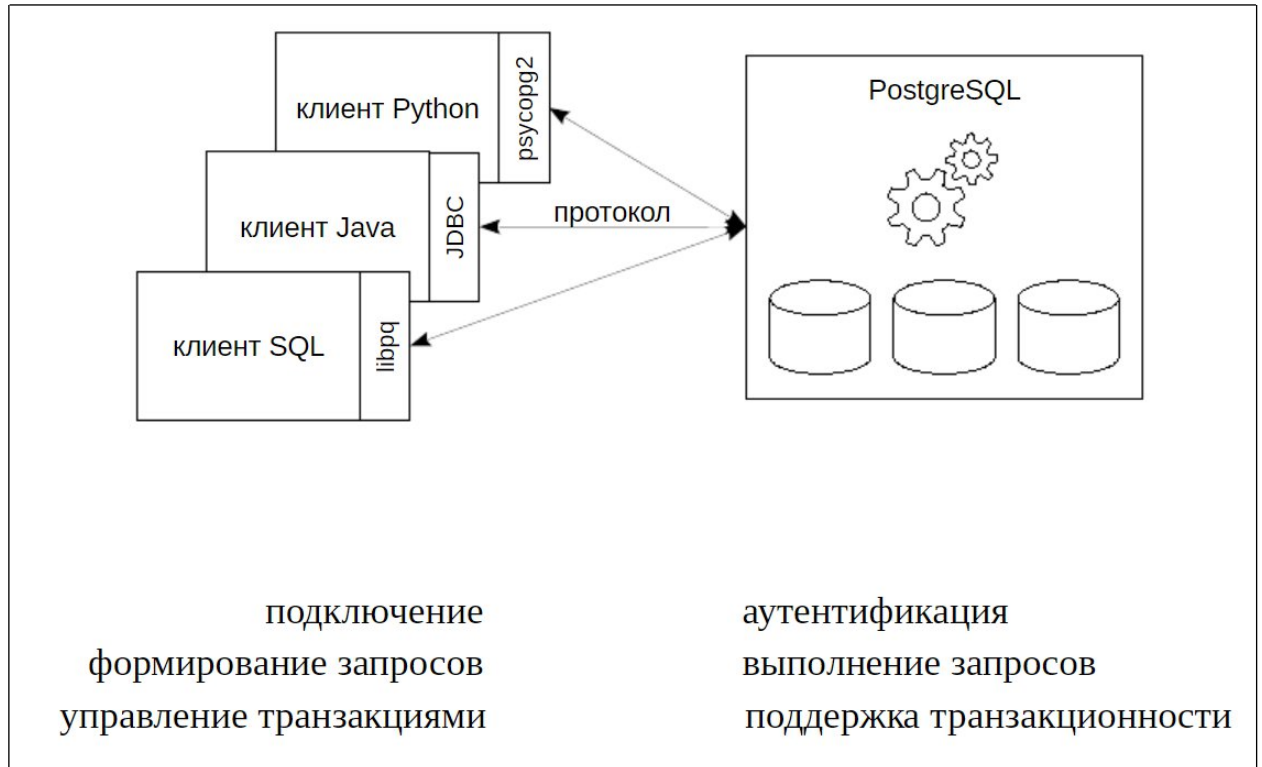 клиент Python
psycopg2
клиент Java
JDBC
клиент SQL
libpq
протокол
PostgreSQL
подключение
формирование запросов
управление транзакциями
аутентификация
выполнение запросов
поддержка транзакционности